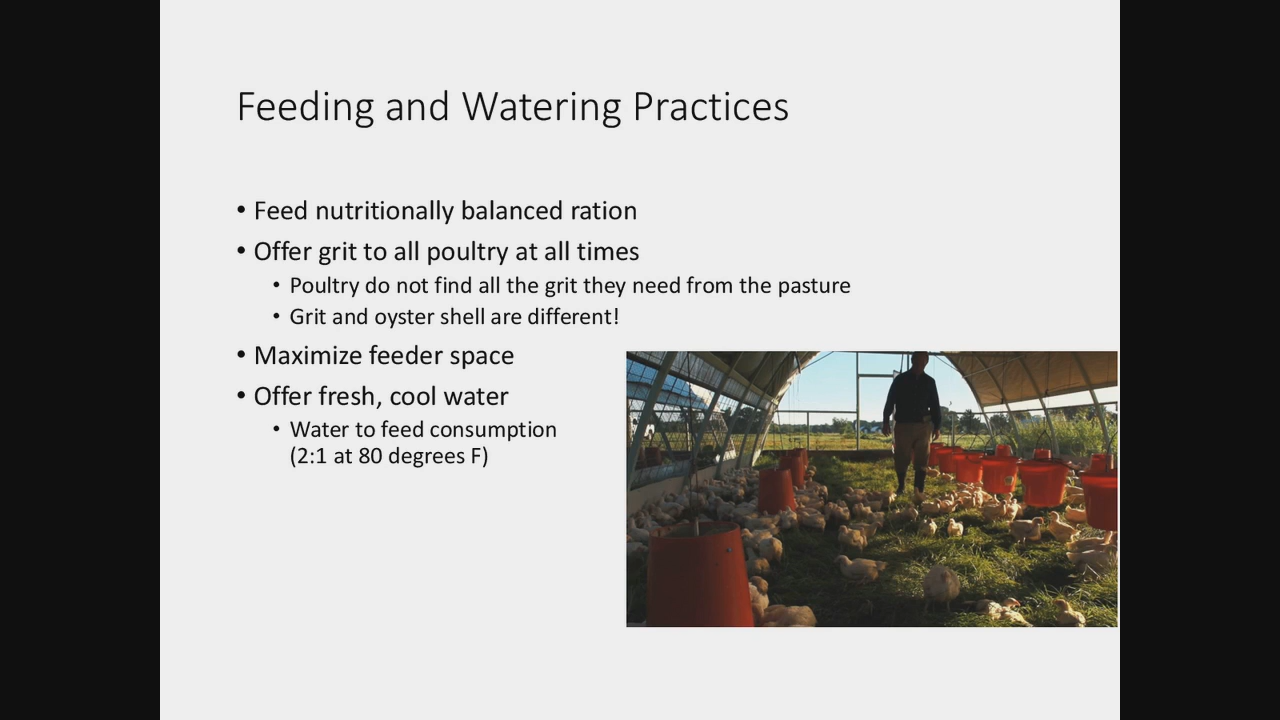 Feeding and Watering Practices
• Feed nutritionally balanced ration
• Offer grit to all poultry at all times
• Poultry do not find all the grit they need from the pasture
• Grit and oyster shell are different!
• Maximize feeder space
• Offer fresh, cool water
• Water to feed consumption
(2:1 at 80 degrees F)